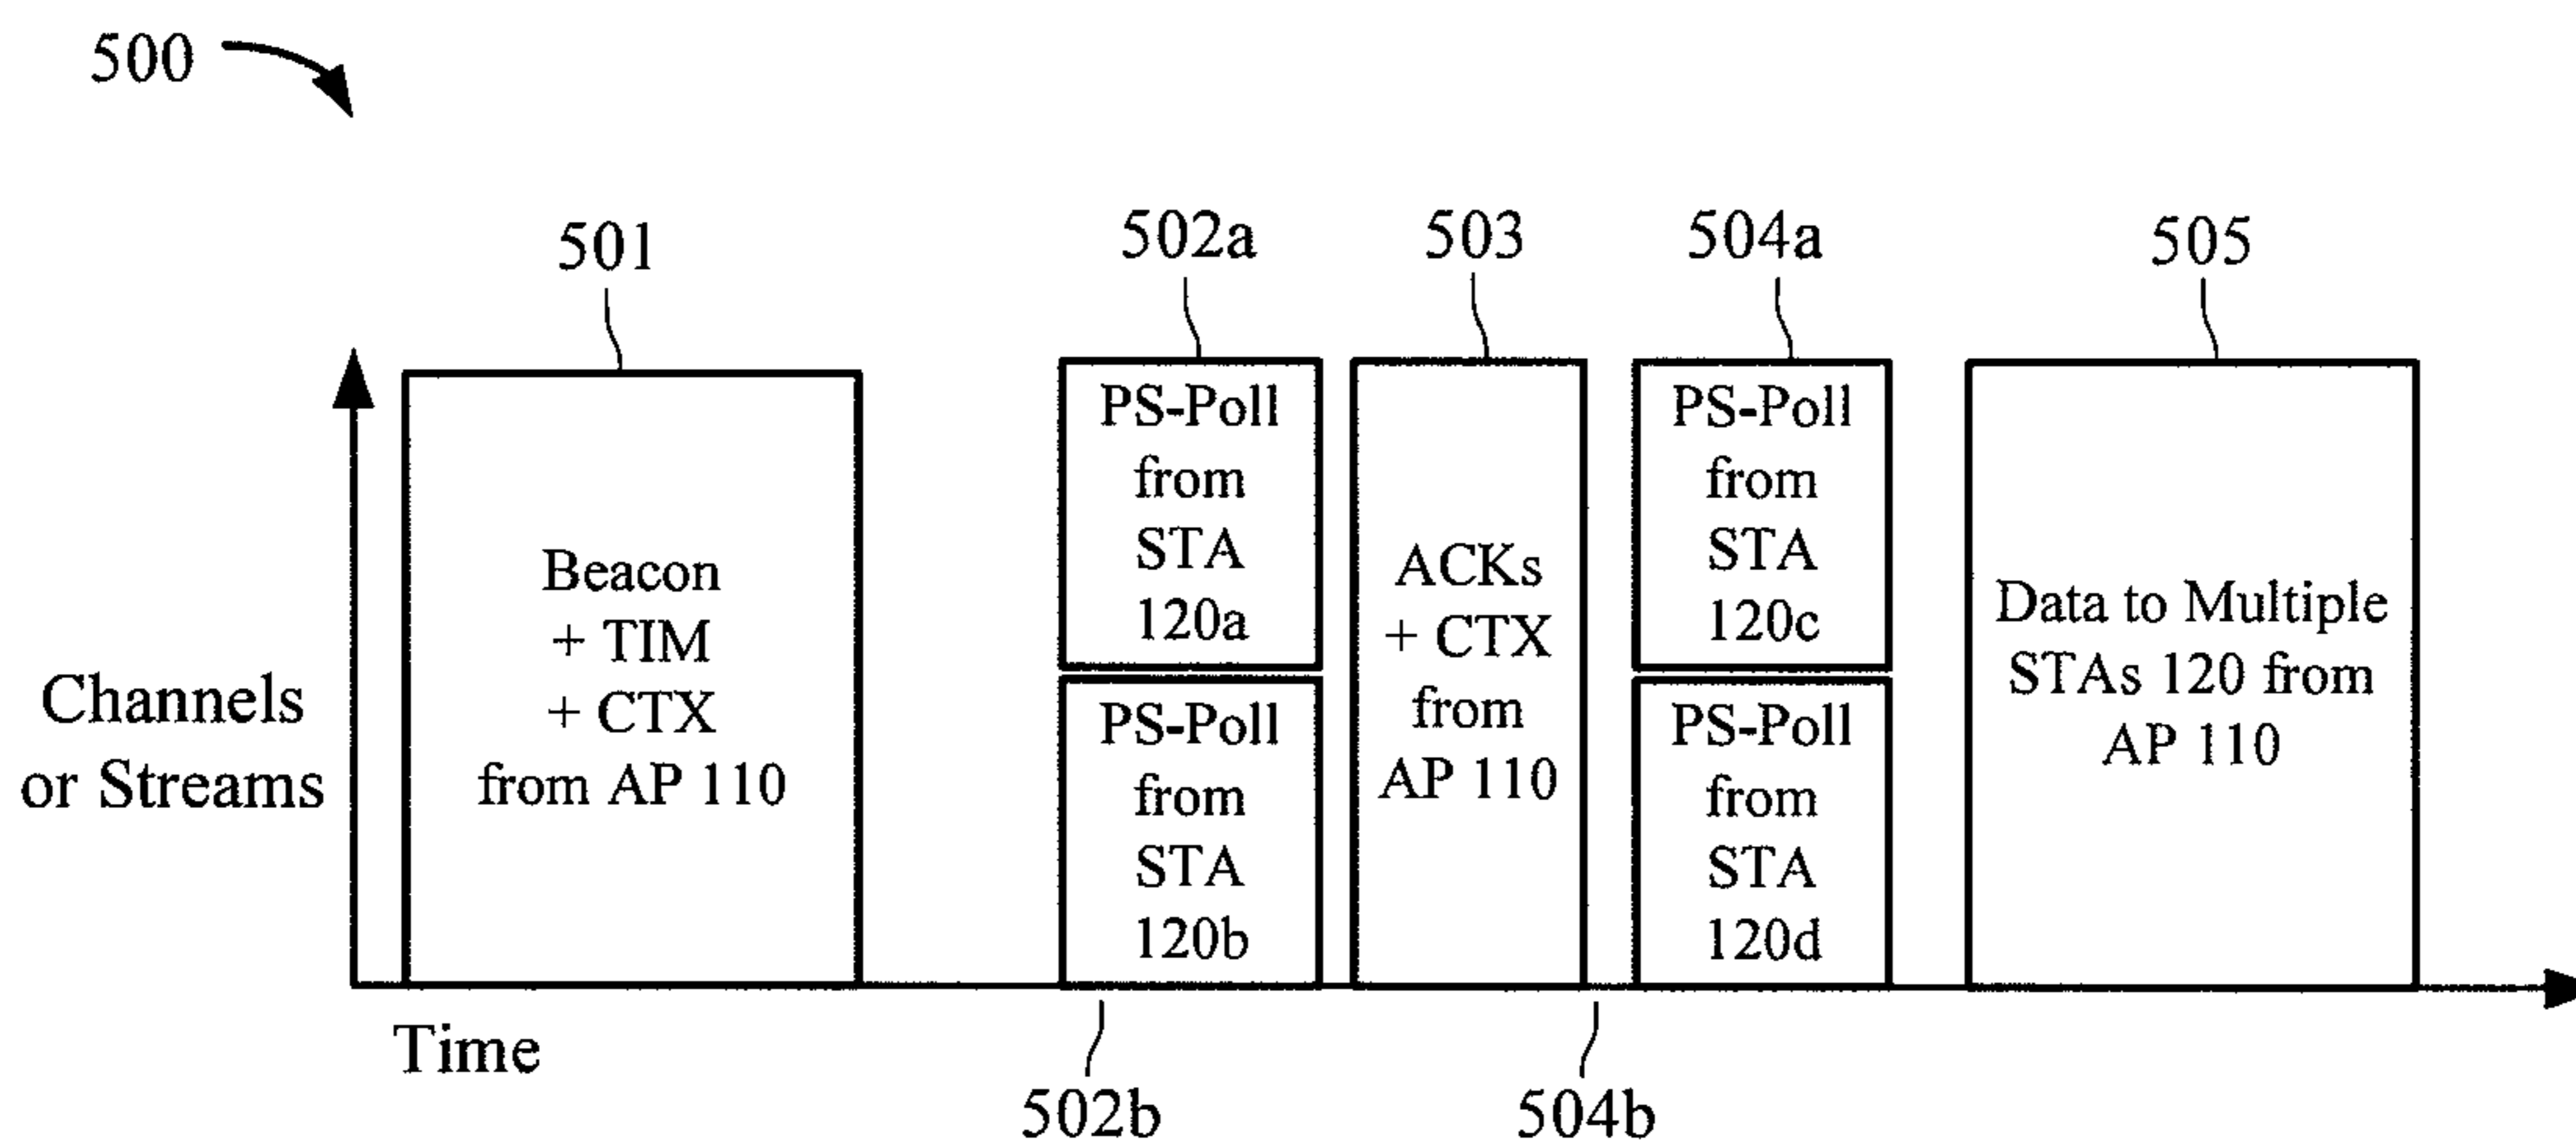 500
501
502a
503
504a
505
Channels
or Streams
Beacon
+ TIM
+ CTX
from AP 110
PS-Poll
from
STA
120a
PS-Poll
from
STA
120b
ACKs
+ CTX
from
AP 110
PS-Poll
from
STA
120c
PS-Poll
from
STA
120d
Data to Multiple
STAs 120 from
AP 110
Time
502b
504b